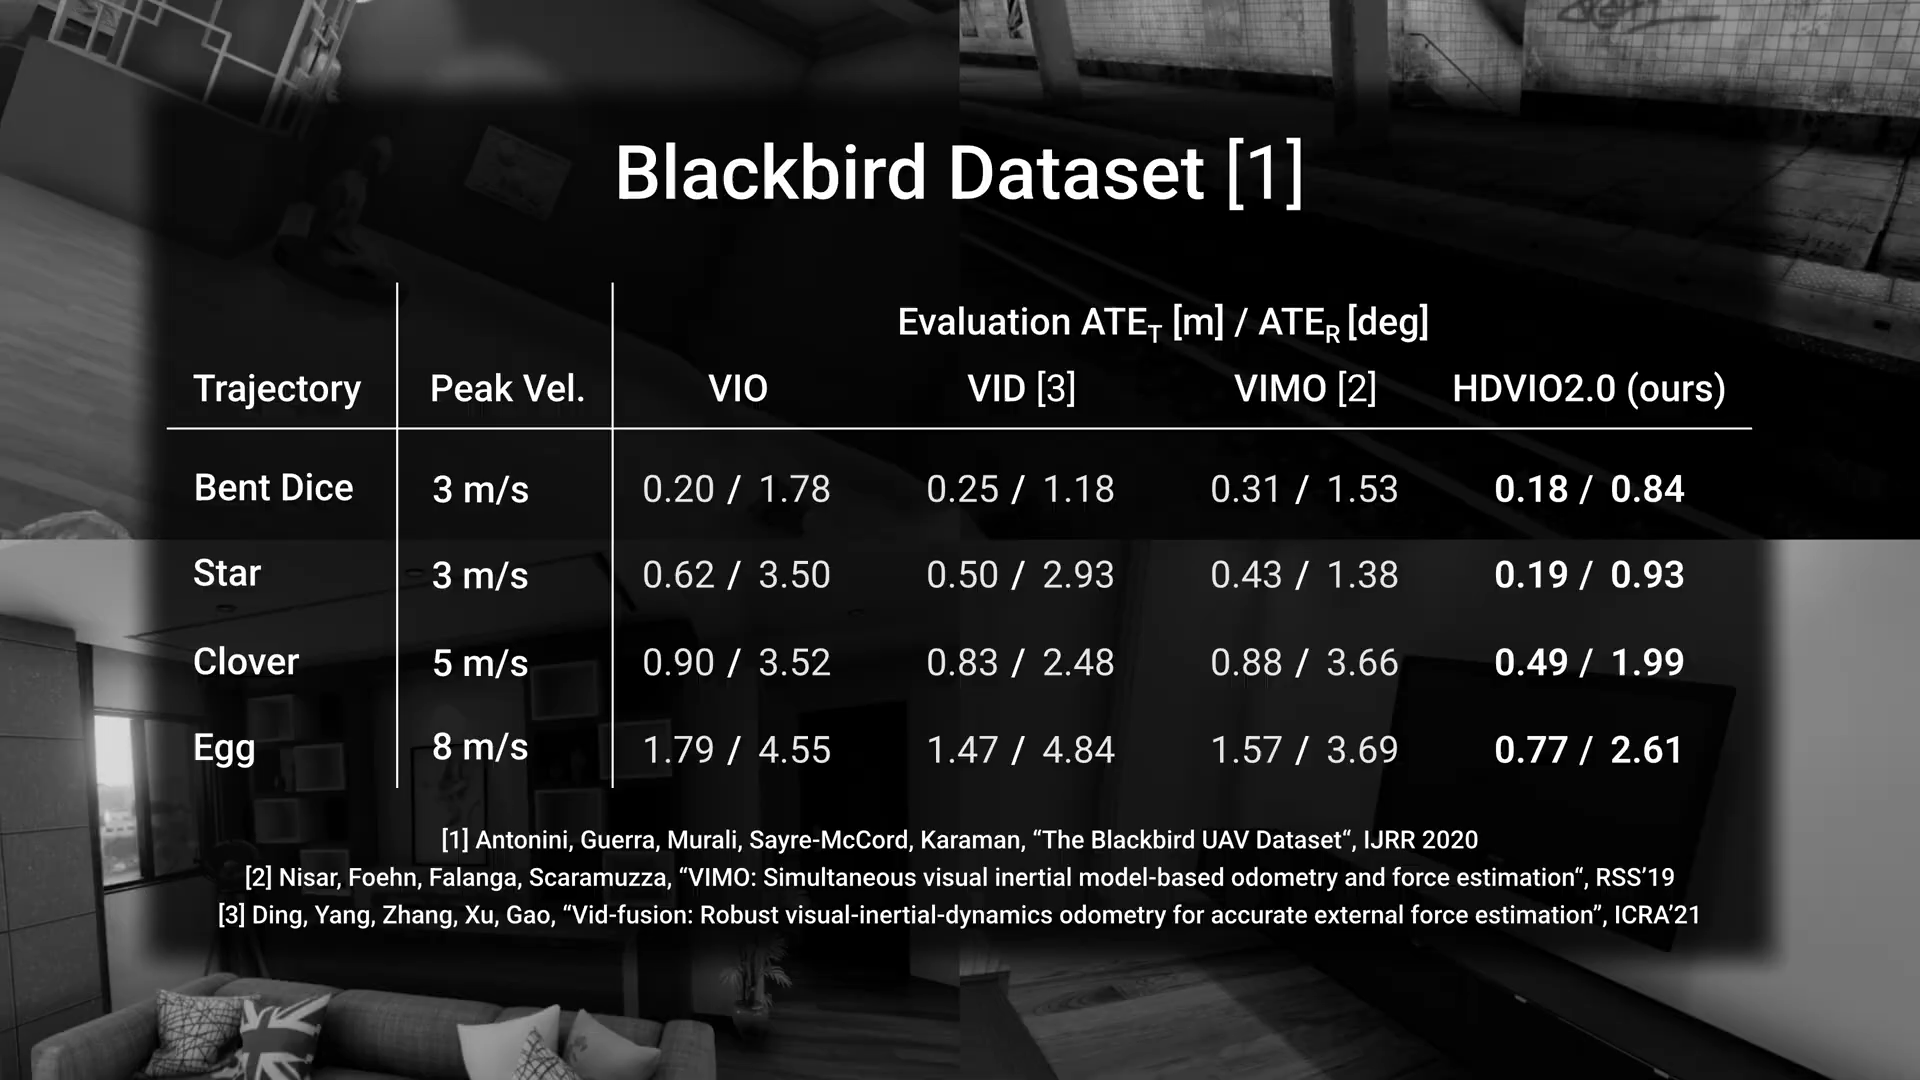 Blackbird Dataset [1]
Evaluation ATE_T [m] / ATE_R [deg]
Trajectory Peak Vel. VIO VID [3] VIMO [2] HDVIO2.0 (ours)
Bent Dice 3 m/s 0.20 / 1.78 0.25 / 1.18 0.31 / 1.53 0.18 / 0.84
Star 3 m/s 0.62 / 3.50 0.50 / 2.93 0.43 / 1.38 0.19 / 0.93
Clover 5 m/s 0.90 / 3.52 0.83 / 2.48 0.88 / 3.66 0.49 / 1.99
Egg 8 m/s 1.79 / 4.55 1.47 / 4.84 1.57 / 3.69 0.77 / 2.61
[1] Antonini, Guerra, Murali, Sayre-McCord, Karaman, “The Blackbird UAV Dataset“, IJRR 2020
[2] Nisar, Foehn, Falanga, Scaramuzza, “VIMO: Simultaneous visual inertial model-based odometry and force estimation“, RSS’19
[3] Ding, Yang, Zhang, Xu, Gao, “Vid-fusion: Robust visual-inertial-dynamics odometry for accurate external force estimation”, ICRA’21